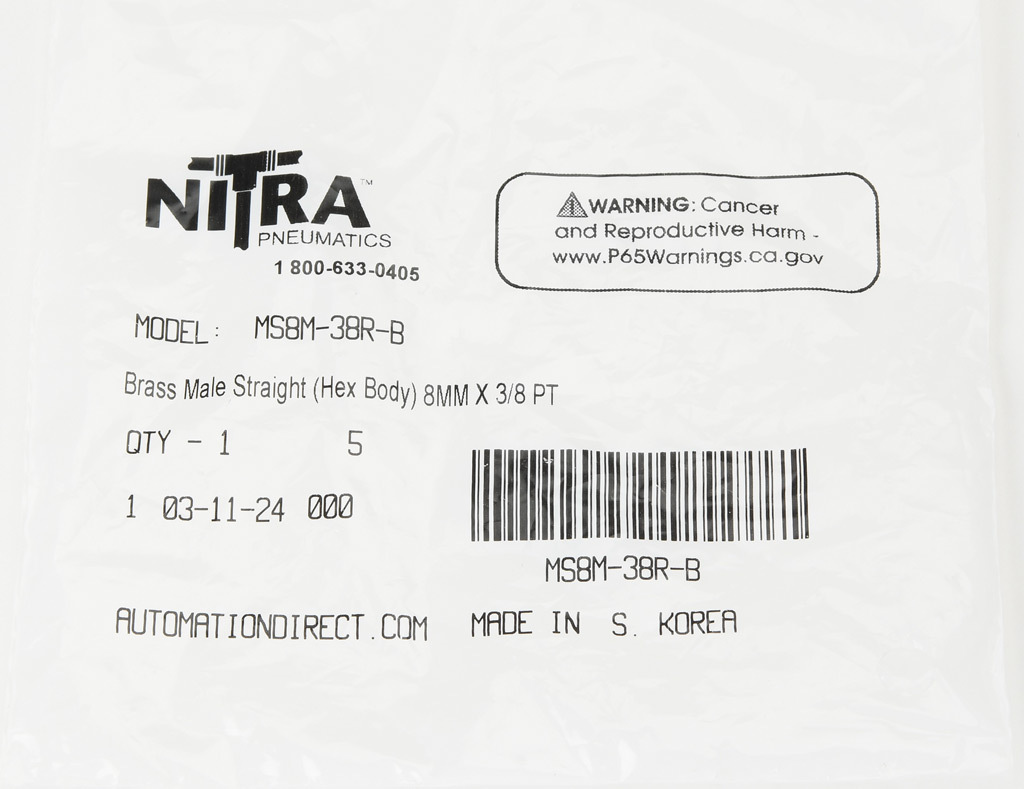 NITRA™
PNEUMATICS
1 800-633-0405
⚠WARNING: Cancer
and Reproductive Harm -
www.P65Warnings.ca.gov
MODEL: MS8M-38R-B
Brass Male Straight (Hex Body) 8MM X 3/8 PT
QTY - 1 5
1 03-11-24 000
MS8M-38R-B
AUTOMATIONDIRECT.COM MADE IN S. KOREA